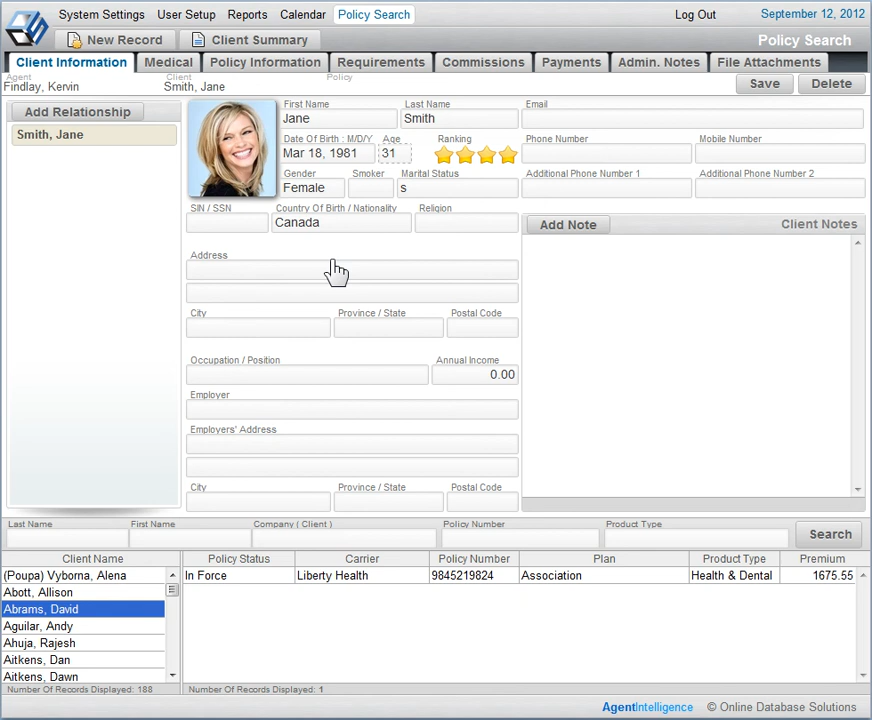 System Settings User Setup Reports Calendar Policy Search Log Out September 12, 2012
New Record Client Summary Policy Search
Client Information Medical Policy Information Requirements Commissions Payments Admin. Notes File Attachments
Agent Client Policy
Findlay, Kervin Smith, Jane Save Delete
Add Relationship
Smith, Jane
First Name Last Name Email
Jane Smith
Date Of Birth : M/D/Y Age Ranking Phone Number Mobile Number
Mar 18, 1981 31
Gender Smoker Marital Status Additional Phone Number 1 Additional Phone Number 2
Female s
SIN / SSN Country Of Birth / Nationality Religion
Canada
Add Note Client Notes
Address
City Province / State Postal Code
Occupation / Position Annual Income
0.00
Employer
Employers' Address
City Province / State Postal Code
Last Name First Name Company ( Client ) Policy Number Product Type
Search
Client Name Policy Status Carrier Policy Number Plan Product Type Premium
(Poupa) Vyborna, Alena In Force Liberty Health 9845219824 Association Health & Dental 1675.55
Abott, Allison
Abrams, David
Aguilar, Andy
Ahuja, Rajesh
Aitkens, Dan
Aitkens, Dawn
Number Of Records Displayed: 188 Number Of Records Displayed: 1
AgentIntelligence © Online Database Solutions